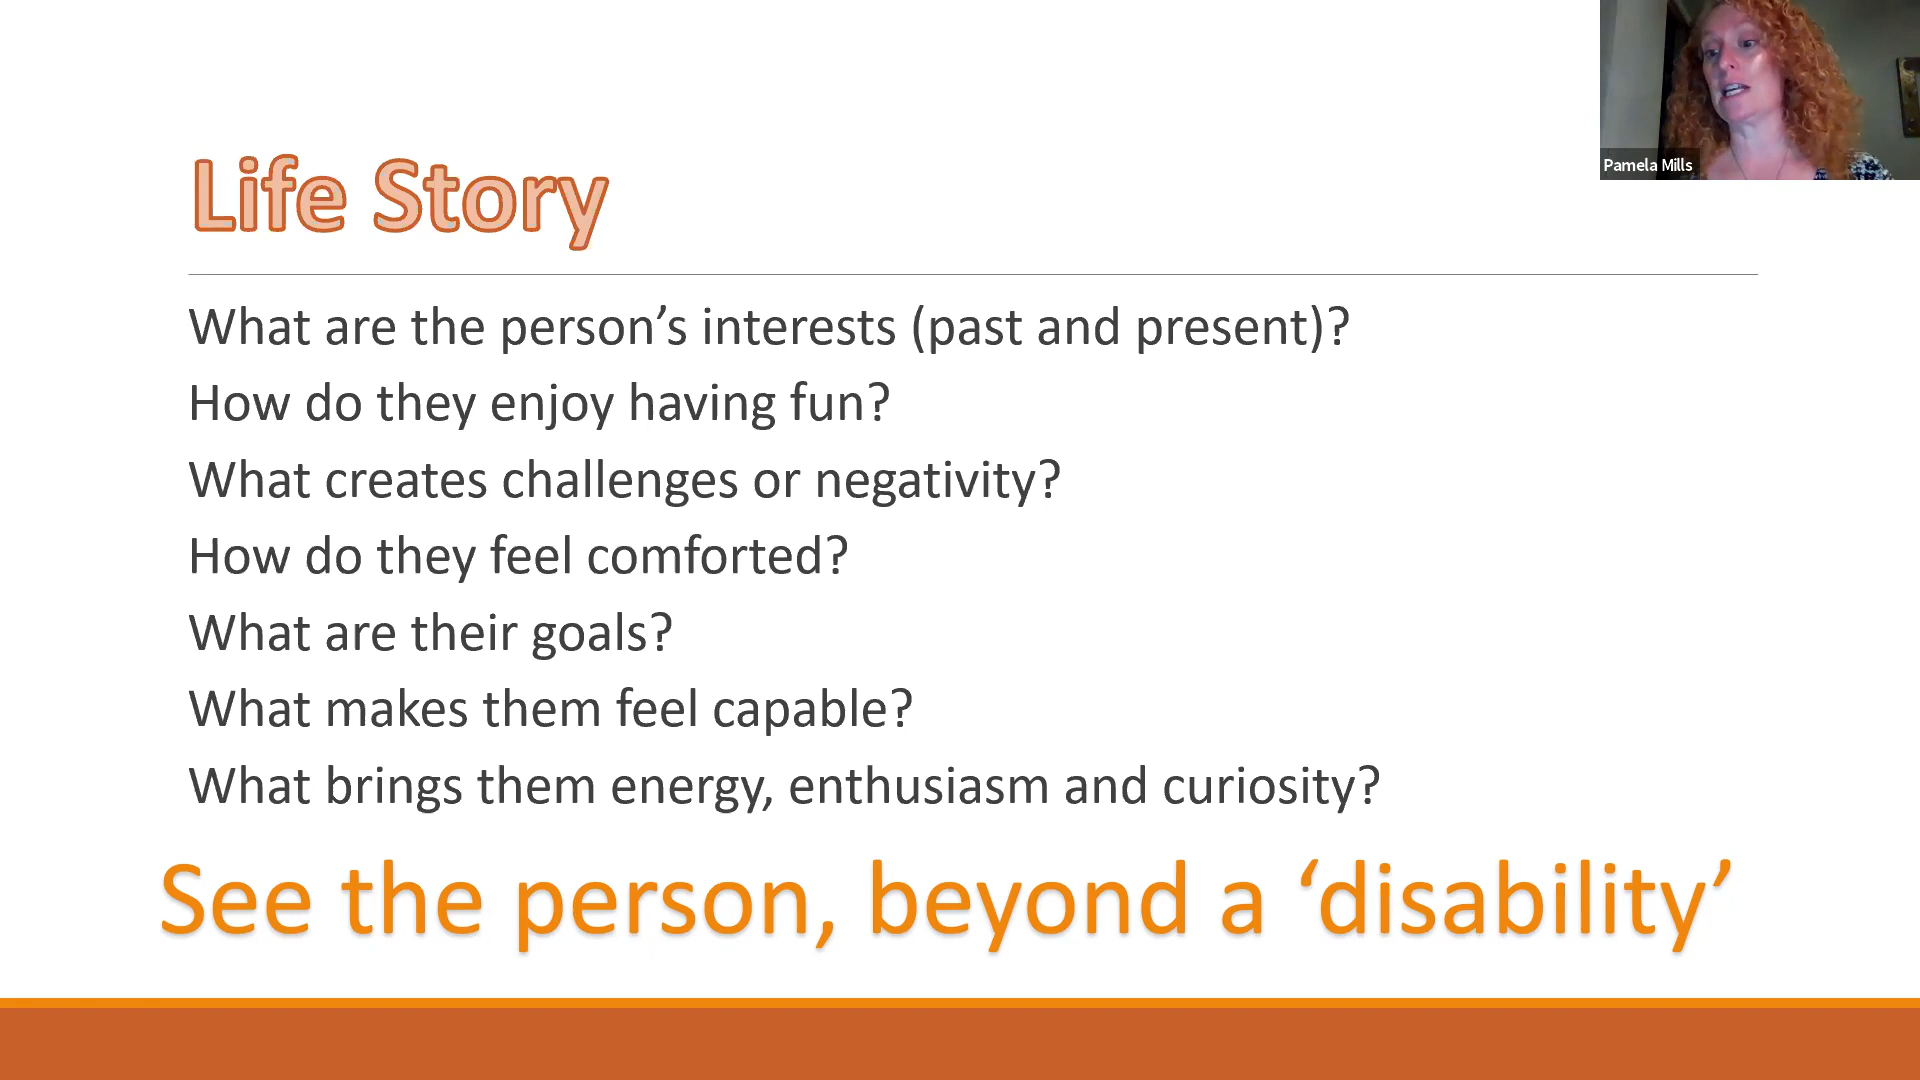 Pamela Mills
Life Story
What are the person’s interests (past and present)?
How do they enjoy having fun?
What creates challenges or negativity?
How do they feel comforted?
What are their goals?
What makes them feel capable?
What brings them energy, enthusiasm and curiosity?
See the person, beyond a ‘disability’